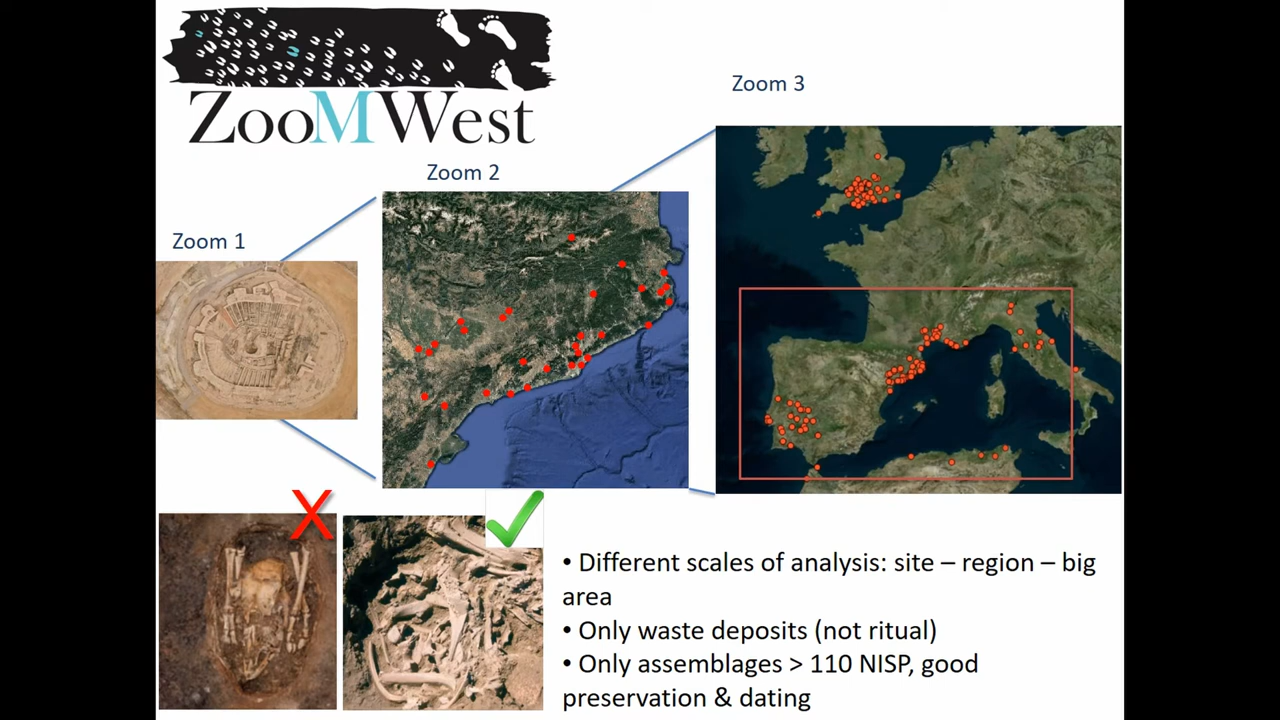 ZooMWest
Zoom 3
Zoom 2
Zoom 1
X
• Different scales of analysis: site – region – big
area
• Only waste deposits (not ritual)
• Only assemblages > 110 NISP, good
preservation & dating